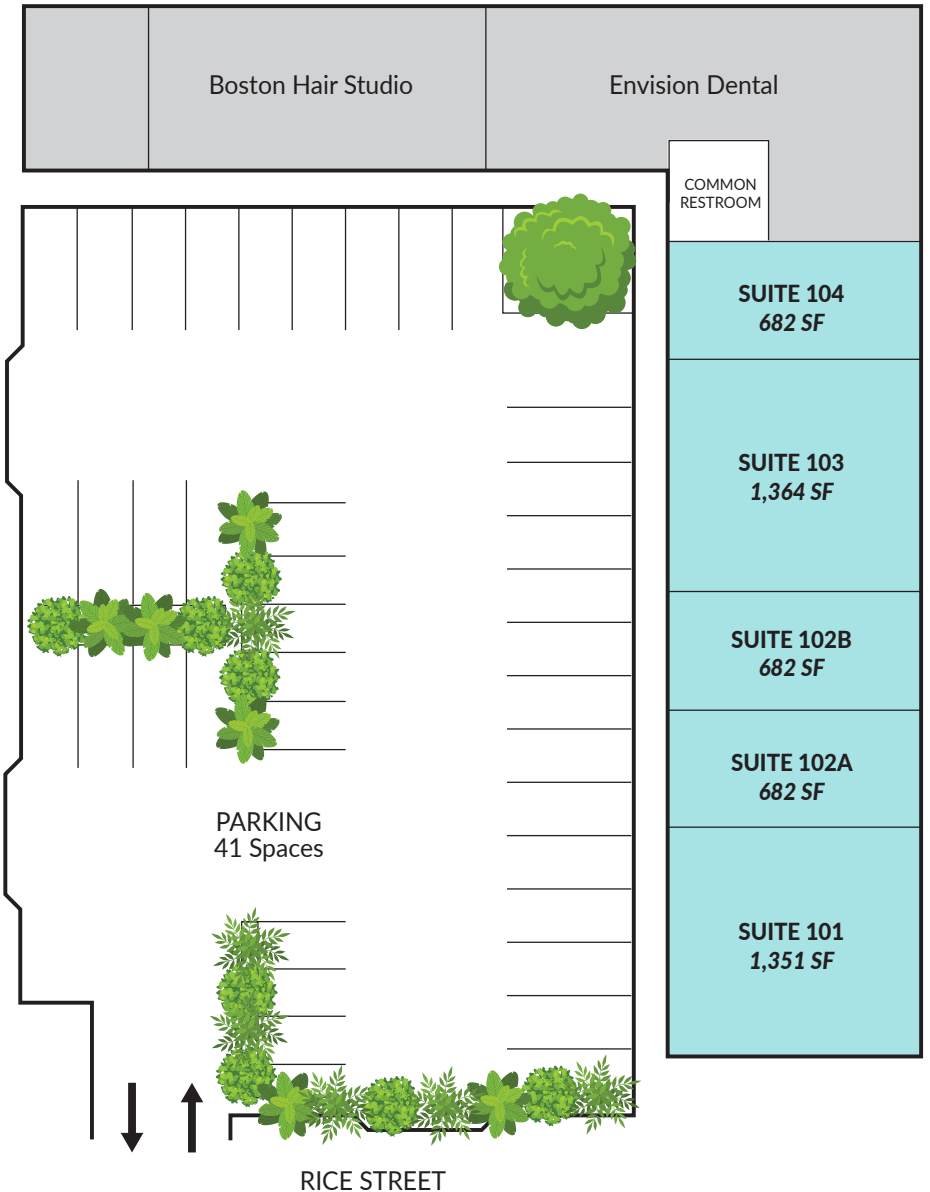 Boston Hair Studio
Envision Dental
COMMON
RESTROOM
SUITE 104
682 SF
SUITE 103
1,364 SF
SUITE 102B
682 SF
SUITE 102A
682 SF
PARKING
41 Spaces
SUITE 101
1,351 SF
RICE STREET